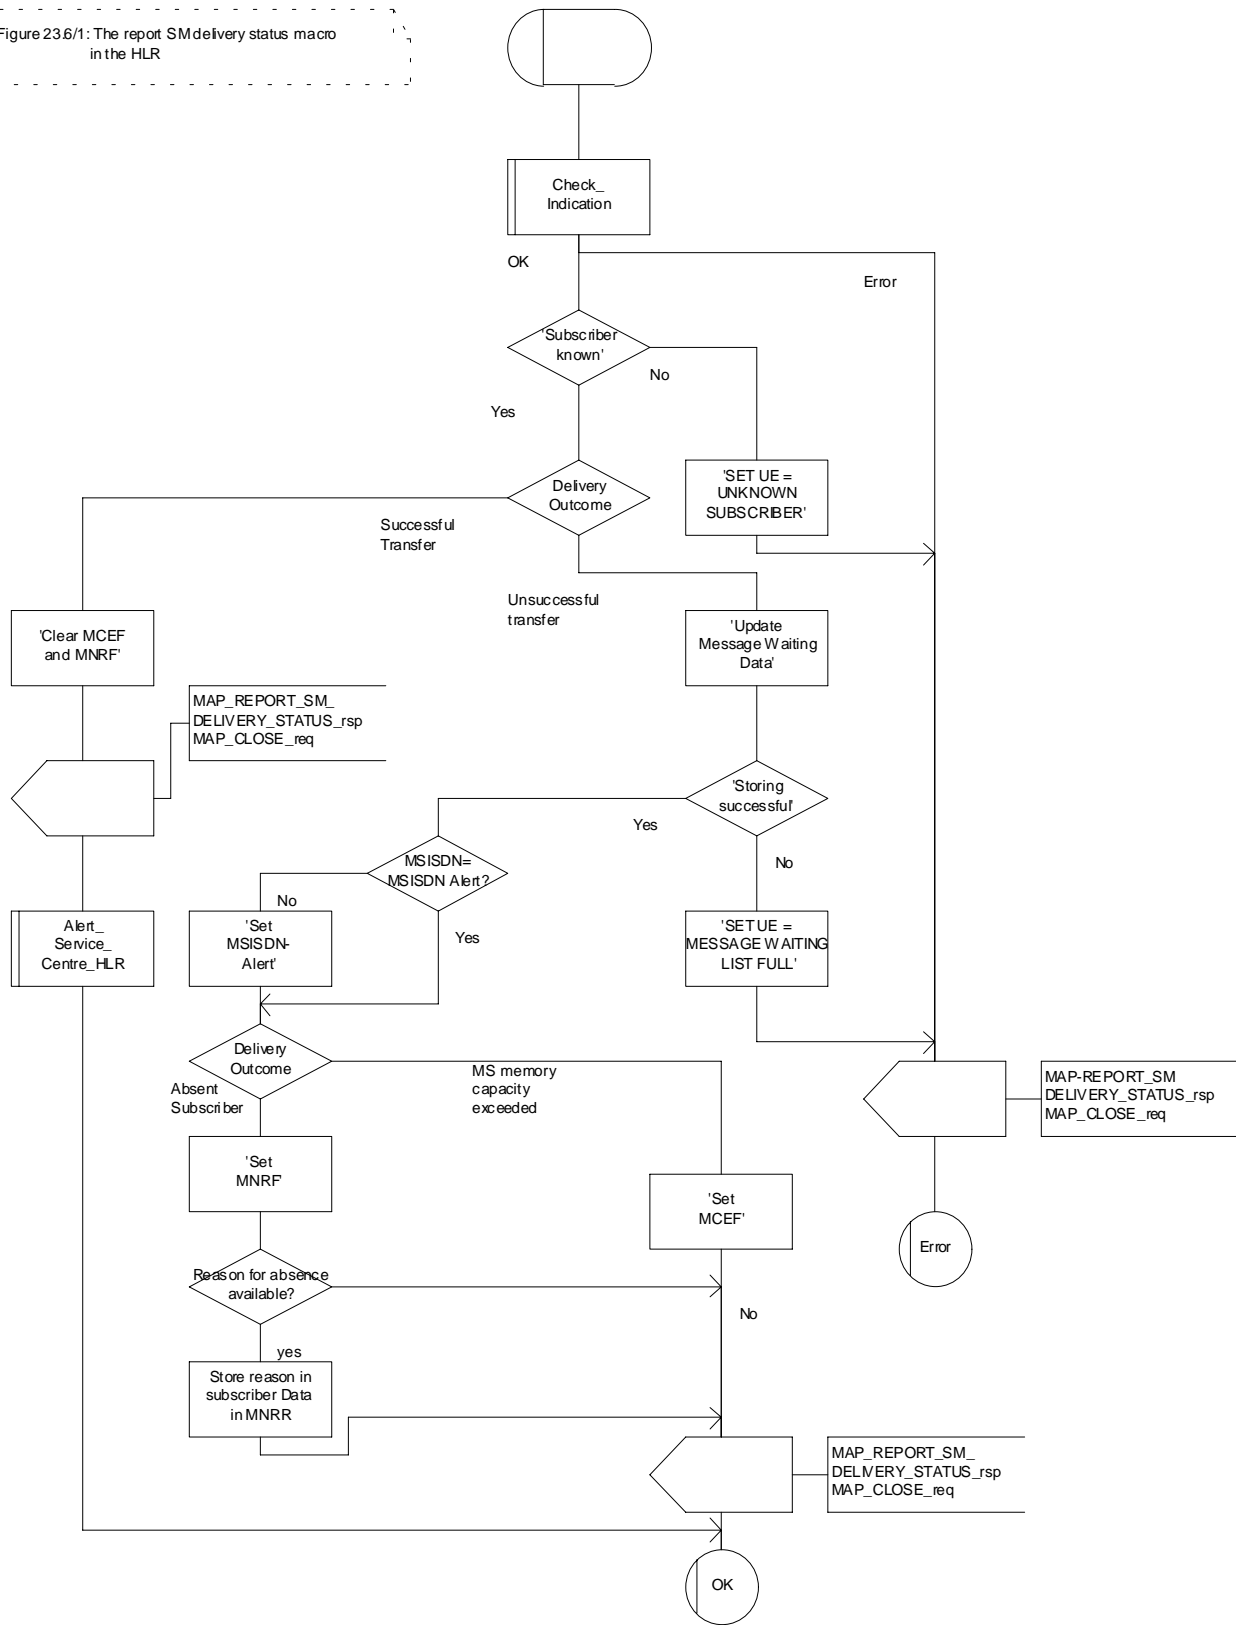 Figure 23.6/1: The report SM delivery status macro
in the HLR
Check_
Indication
OK
Error
'Subscriber
known'
No
Yes
Delivery
Outcome
'SET UE =
UNKNOWN
SUBSCRIBER'
Successful
Transfer
Unsuccessful
transfer
'Clear MCEF
and MNRF'
'Update
Message Waiting
Data'
MAP_REPORT_SM_
DELIVERY_STATUS_rsp
MAP_CLOSE_req
'Storing
successful'
Yes
No
MSISDN=
MSISDN Alert?
No
Yes
Alert_
Service_
Centre_HLR
'Set
MSISDN-
Alert'
'SET UE =
MESSAGE WAITING
LIST FULL'
Delivery
Outcome
Absent
Subscriber
MS memory
capacity
exceeded
MAP-REPORT_SM
DELIVERY_STATUS_rsp
MAP_CLOSE_req
'Set
MNRF'
'Set
MCEF'
Error
Reason for absence
available?
No
yes
Store reason in
subscriber Data
in MNRR
MAP_REPORT_SM_
DELIVERY_STATUS_rsp
MAP_CLOSE_req
OK